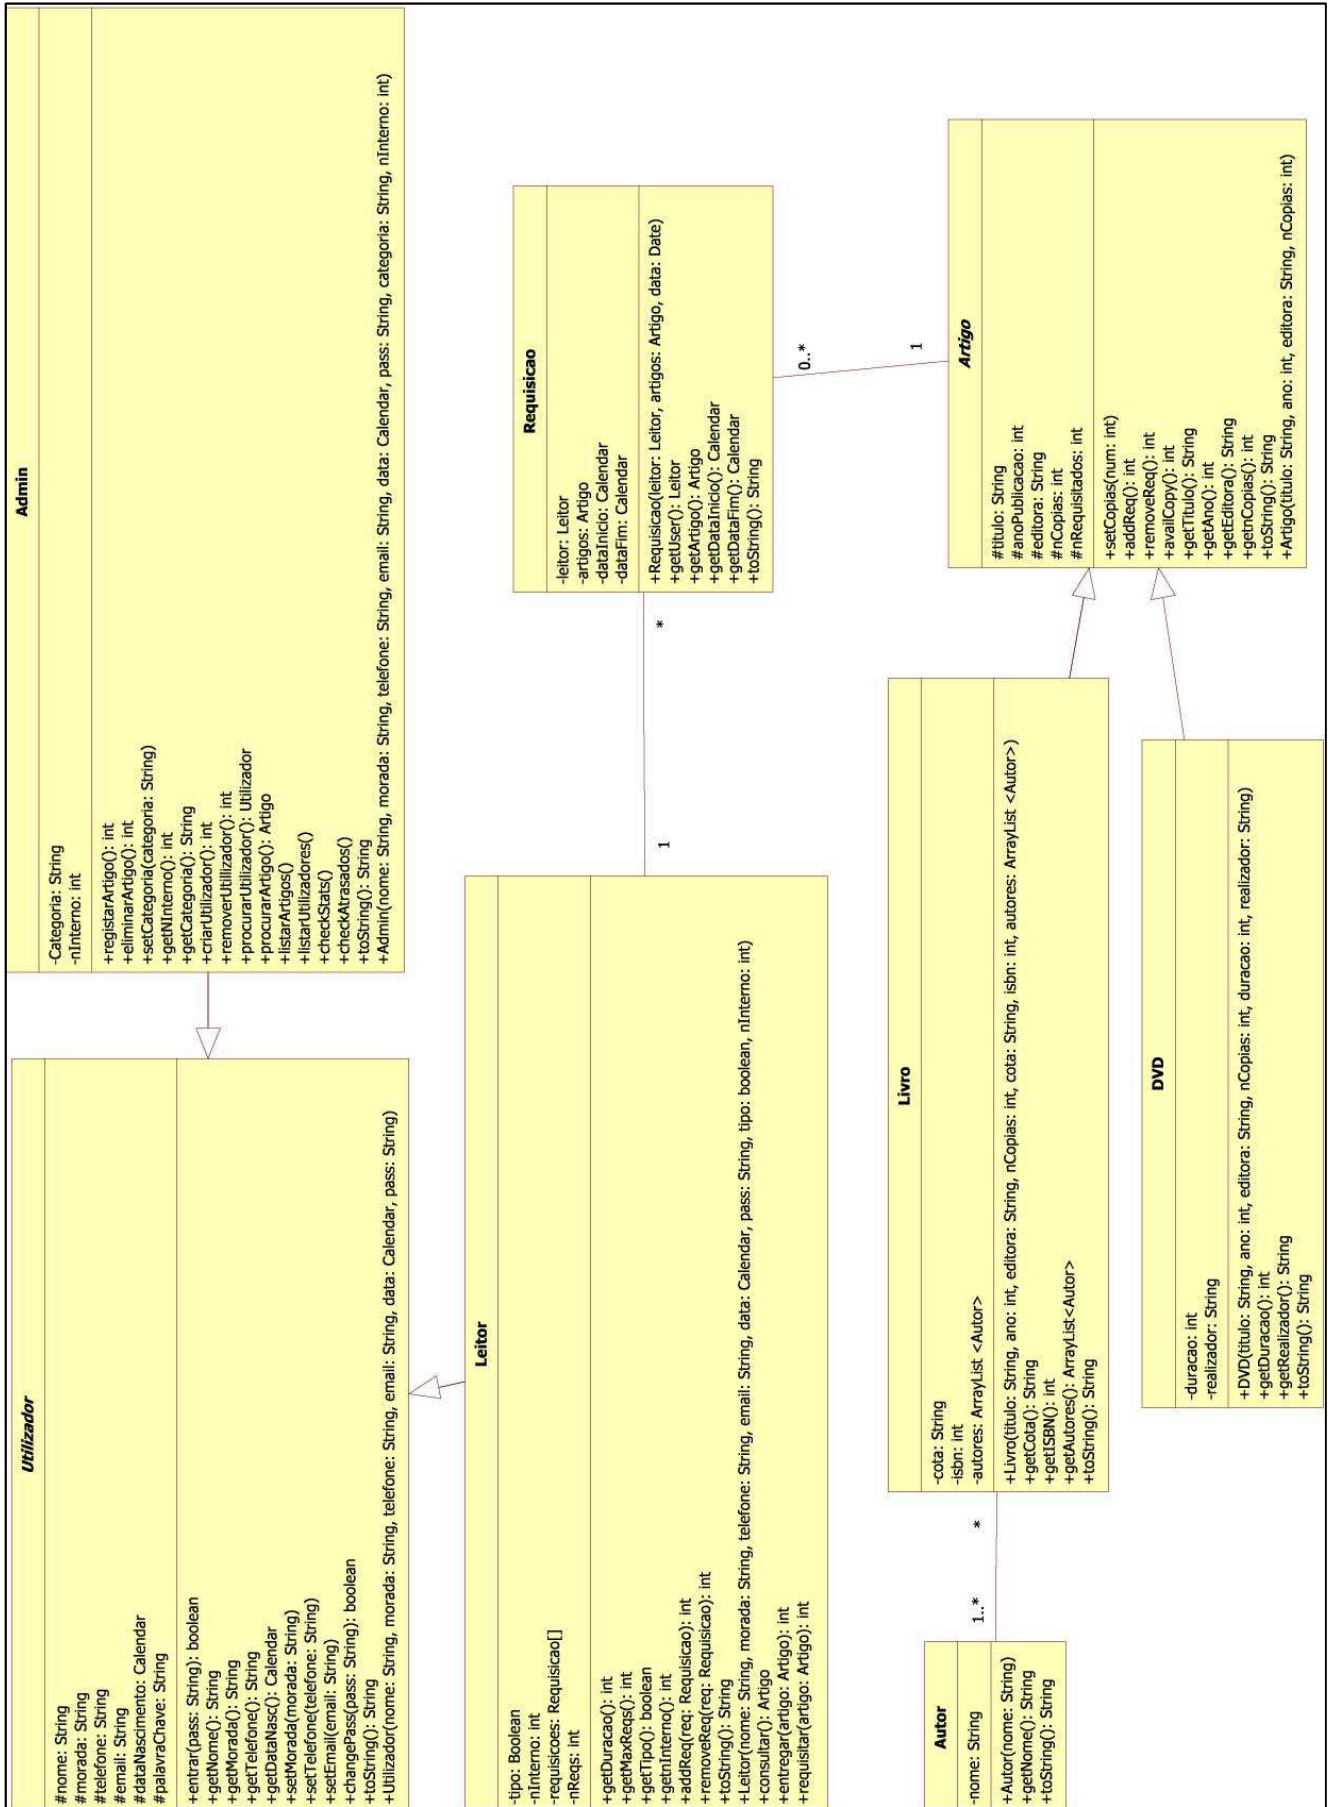 Utilizador
#nome: String
#morada: String
#telefone: String
#email: String
#dataNascimento: Calendar
#palavraChave: String
+entrar(pass: String): boolean
+getNome(): String
+getMorada(): String
+getTelefone(): String
+getDataNasc(): Calendar
+setMorada(morada: String)
+setTelefone(telefone: String)
+setEmail(email: String)
+changePass(pass: String): boolean
+toString(): String
+Utilizador(nome: String, morada: String, telefone: String, email: String, data: Calendar, pass: String)
Admin
-Categoria: String
-nInterno: int
+registarArtigo(): int
+eliminarArtigo(): int
+setCategoria(categoria: String)
+getNInterno(): int
+getCategoria(): String
+criarUtilizador(): int
+removerUtillizador(): int
+procurarUtilizador(): Utilizador
+procurarArtigo(): Artigo
+listarArtigos()
+listarUtilizadores()
+checkStats()
+checkAtrasados()
+toString(): String
+Admin(nome: String, morada: String, telefone: String, email: String, data: Calendar, pass: String, categoria: String, nInterno: int)
Leitor
-tipo: Boolean
-nInterno: int
-requisicoes: Requisicao[]
-nReqs: int
+getDuracao(): int
+getMaxReqs(): int
+getTipo(): boolean
+getnInterno(): int
+addReq(req: Requisicao): int
+removeReq(req: Requisicao): int
+toString(): String
+Leitor(nome: String, morada: String, telefone: String, email: String, data: Calendar, pass: String, tipo: boolean, nInterno: int)
+consultar(): Artigo
+entregar(artigo: Artigo): int
+requisitar(artigo: Artigo): int
1
*
Requisicao
-leitor: Leitor
-artigos: Artigo
-dataInicio: Calendar
-dataFim: Calendar
+Requisicao(leitor: Leitor, artigos: Artigo, data: Date)
+getUser(): Leitor
+getArtigo(): Artigo
+getDataInicio(): Calendar
+getDataFim(): Calendar
+toString(): String
0..*
1
Autor
-nome: String
+Autor(nome: String)
+getNome(): String
+toString(): String
1..*
*
Livro
-cota: String
-isbn: int
-autores: ArrayList <Autor>
+Livro(titulo: String, ano: int, editora: String, nCopias: int, cota: String, isbn: int, autores: ArrayList <Autor>)
+getCota(): String
+getISBN(): int
+getAutores(): ArrayList<Autor>
+toString(): String
Artigo
#titulo: String
#anoPublicacao: int
#editora: String
#nCopias: int
#nRequisitados: int
+setCopias(num: int)
+addReq(): int
+removeReq(): int
+availCopy(): int
+getTitulo(): String
+getAno(): int
+getEditora(): String
+getnCopias(): int
+toString(): String
+Artigo(titulo: String, ano: int, editora: String, nCopias: int)
DVD
-duracao: int
-realizador: String
+DVD(titulo: String, ano: int, editora: String, nCopias: int, duracao: int, realizador: String)
+getDuracao(): int
+getRealizador(): String
+toString(): String